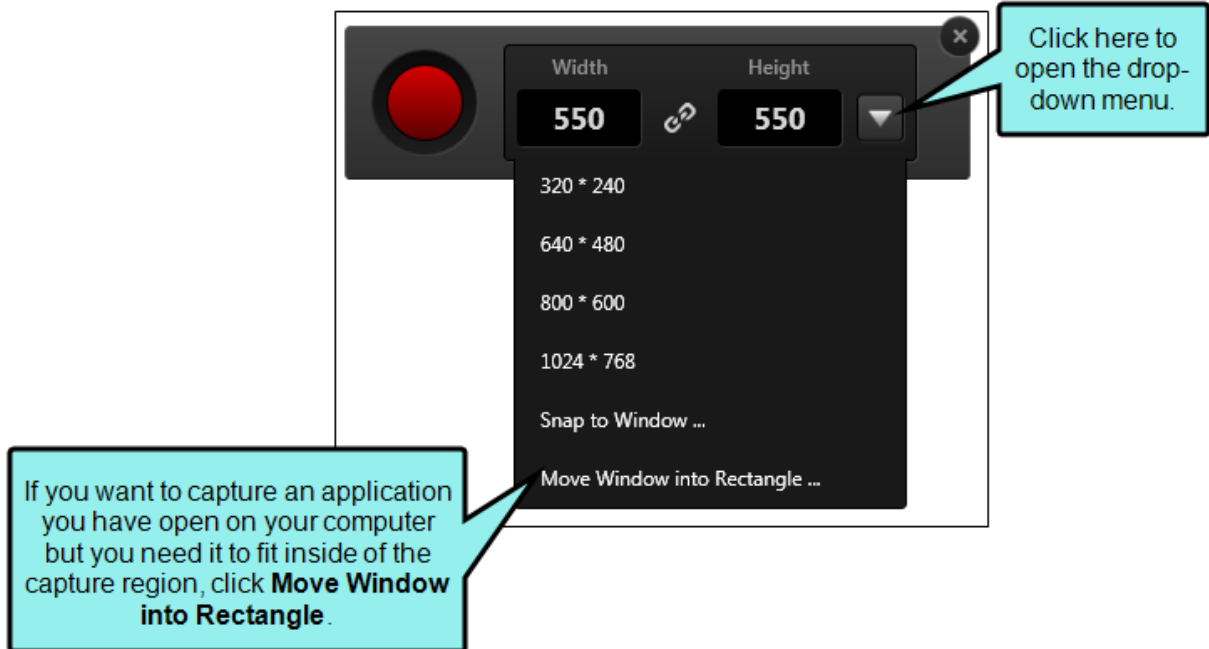 Click here to
open the drop-
down menu.
Width Height
550 550
320 * 240
640 * 480
800 * 600
1024 * 768
Snap to Window ...
Move Window into Rectangle ...
If you want to capture an application
you have open on your computer
but you need it to fit inside of the
capture region, click Move Window
into Rectangle.